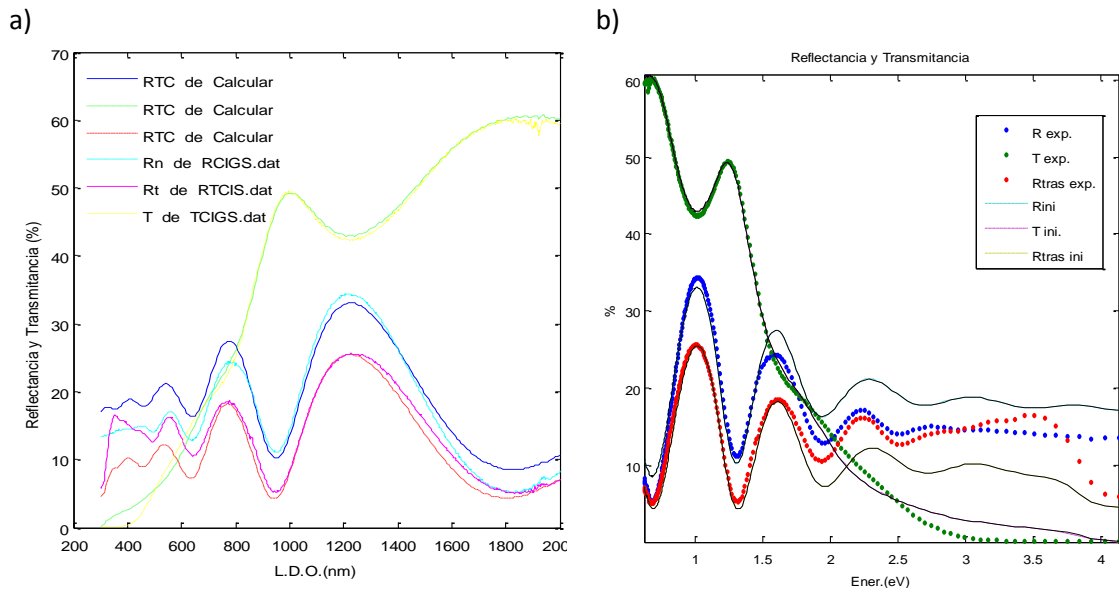 a)
70
60
50
40
30
20
10
0
Reflectancia y Transmitancia (%)
RTC de Calcular
RTC de Calcular
RTC de Calcular
Rn de RCIGS.dat
Rt de RTCIS.dat
T de TCIGS.dat
200 400 600 800 1000 1200 1400 1600 1800 2000
L.D.O.(nm)
b)
Reflectancia y Transmitancia
60
50
40
30
20
10
%
R exp.
T exp.
Rtras exp.
Rini
T ini.
Rtras ini
1 1.5 2 2.5 3 3.5 4
Ener.(eV)